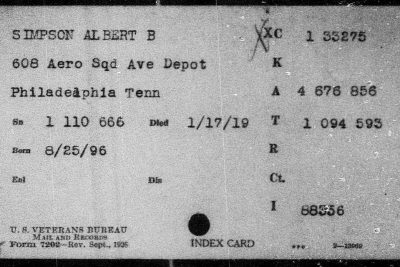 SIMPSON ALBERT B XC 1 33275
608 Aero Sqd Ave Depot K
Philadelphia Tenn A 4 676 856
Sn 1 110 666 Died 1/17/19 T 1 094 593
Born 8/25/96 R
Enl Dis Ct.
I 88356
U. S. VETERANS BUREAU
MAIL AND RECORDS
Form 7202—Rev. Sept., 1926 INDEX CARD